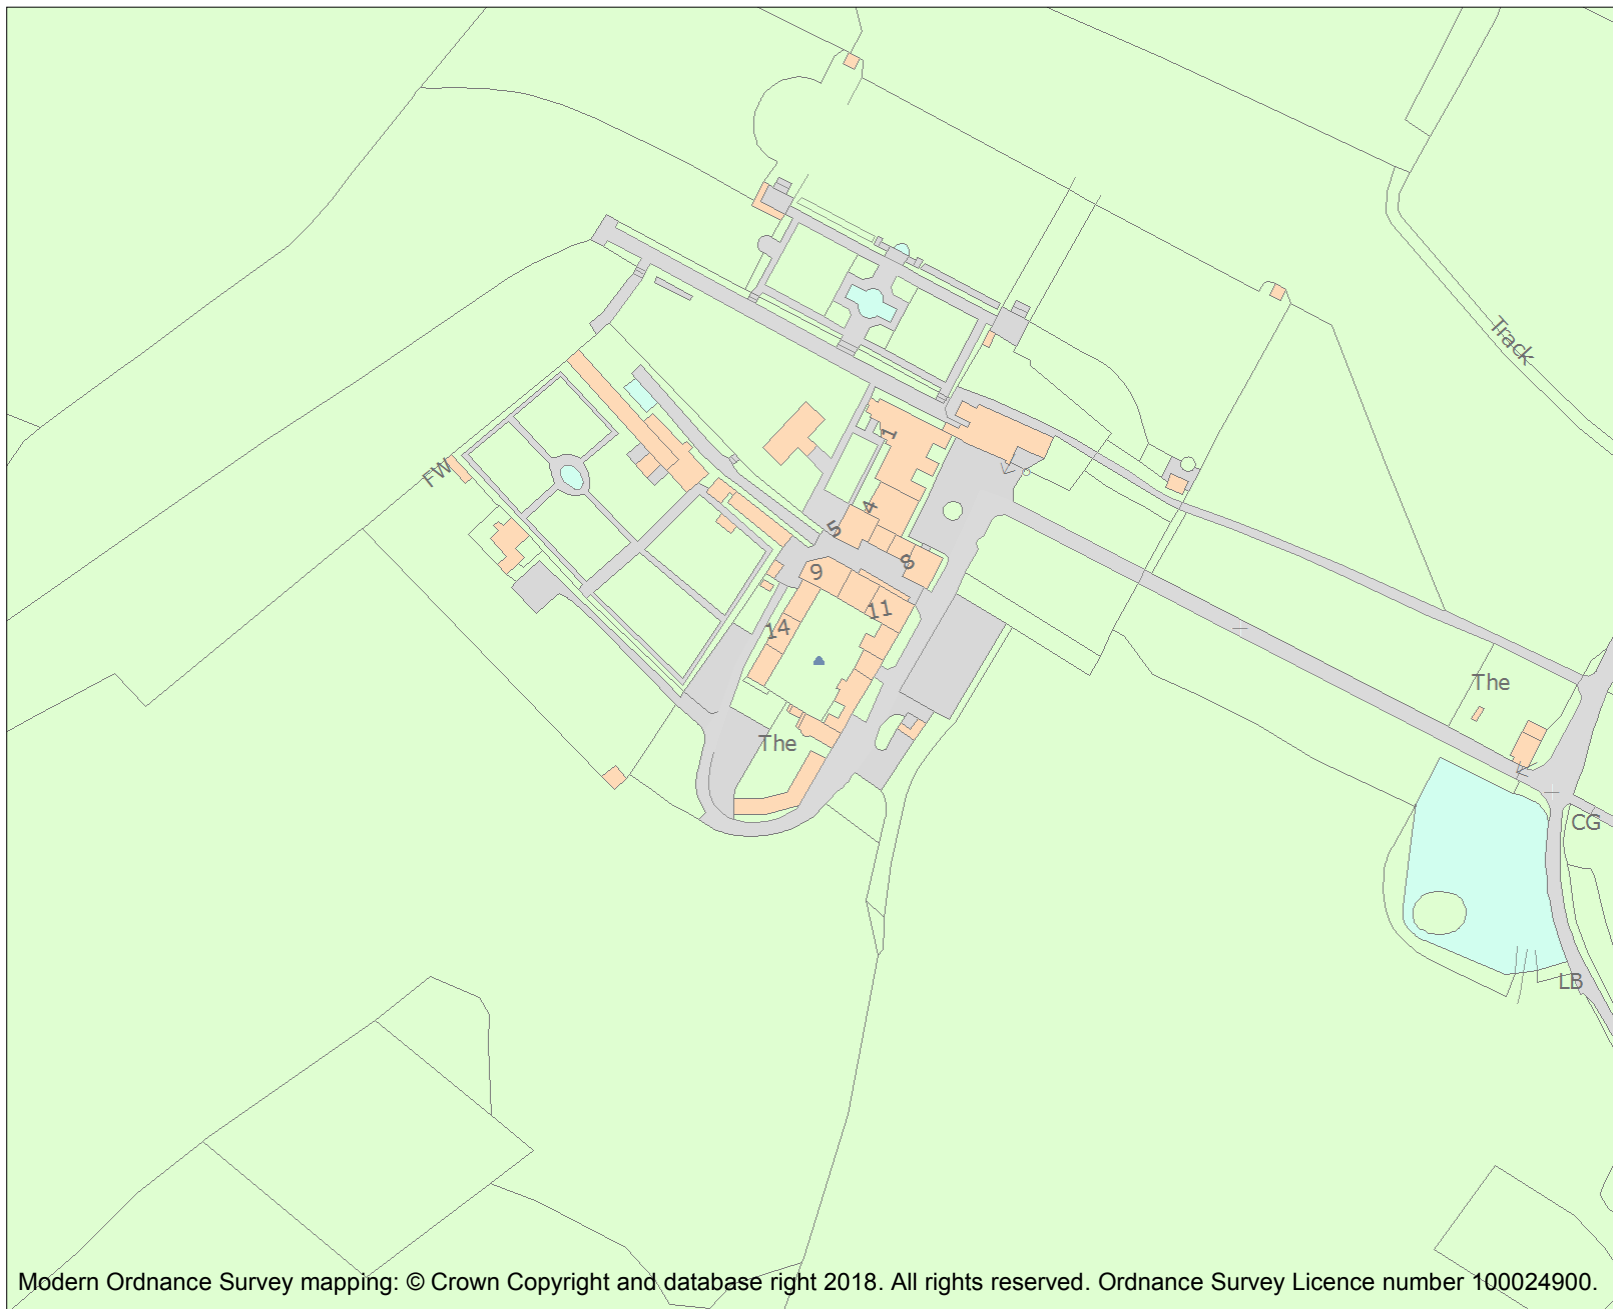 Track
1
FW
4
5
8
9
11
14
The
The
CG
LB
Modern Ordnance Survey mapping: © Crown Copyright and database right 2018. All rights reserved. Ordnance Survey Licence number 100024900.